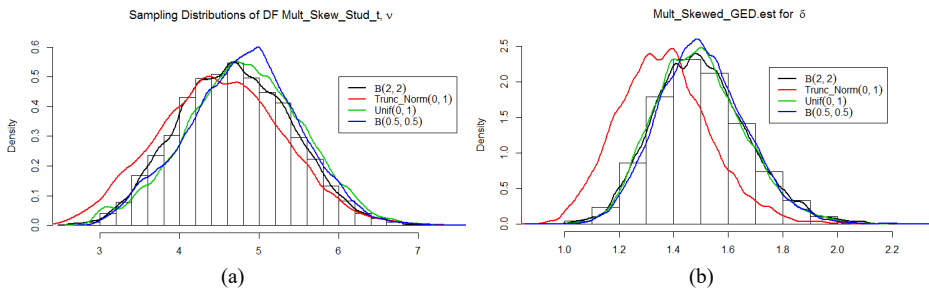 Sampling Distributions of DF Mult_Skew_Stud_t, ν
Density
0.0 0.1 0.2 0.3 0.4 0.5 0.6
B(2, 2)
Trunc_Norm(0, 1)
Unif(0, 1)
B(0.5, 0.5)
3 4 5 6 7
(a)
Mult_Skewed_GED.est for δ
Density
0.0 0.5 1.0 1.5 2.0 2.5
B(2, 2)
Trunc_Norm(0, 1)
Unif(0, 1)
B(0.5, 0.5)
1.0 1.2 1.4 1.6 1.8 2.0 2.2
(b)